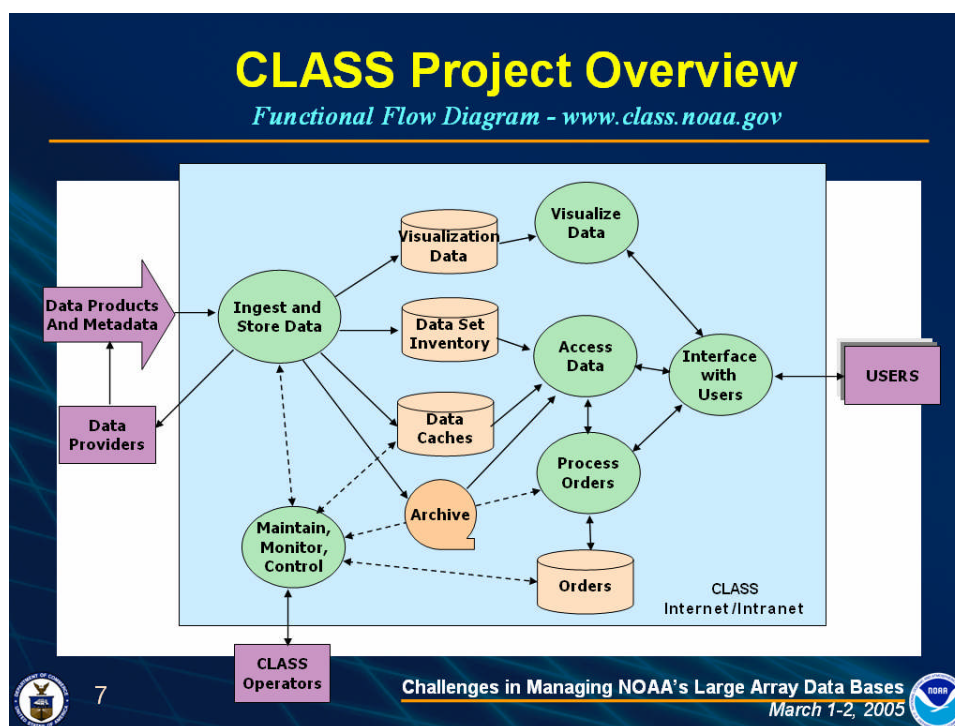 CLASS Project Overview
Functional Flow Diagram - www.class.noaa.gov
Visualization
Data
Visualize
Data
Data Products
And Metadata
Ingest and
Store Data
Data Set
Inventory
Access
Data
Interface
with
Users
USERS
Data
Providers
Data
Caches
Process
Orders
Archive
Maintain,
Monitor,
Control
Orders
CLASS
Internet/Intranet
CLASS
Operators
7
Challenges in Managing NOAA's Large Array Data Bases
March 1-2, 2005
NOAA